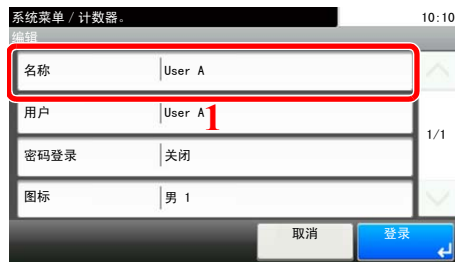 系统菜单 / 计数器。 10:10
编辑
名称 User A
用户 User A
1
1/1
密码登录 关闭
图标 男 1
取消 登录